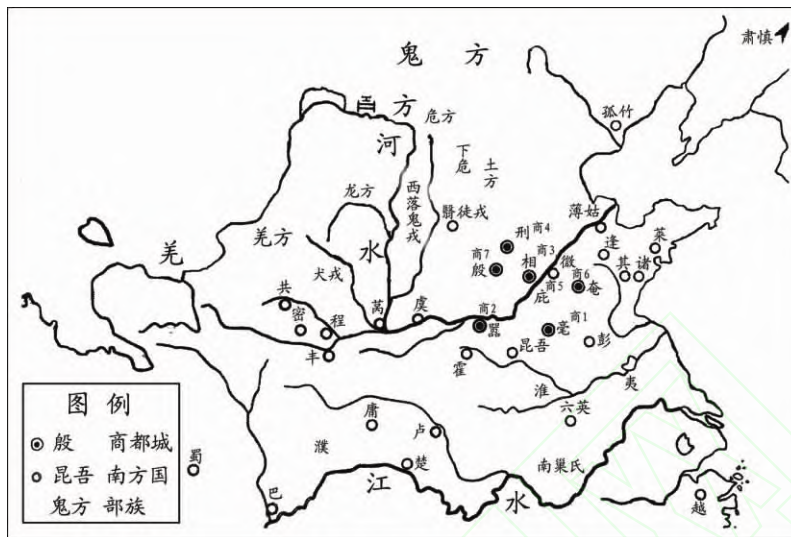 肃慎
鬼方
方
孤竹
危方
河
下危
土方
龙方
西落鬼戎
翳徒戎
薄姑
羌
羌方
刑 商4
逄
莱
商3
相
商7
殷
微
其 诸
水
犬戎
商5
庇
商6
奄
共
密
程
莴
虞
商2
嚣
商1
毫
彭
丰
霍
昆吾
淮
夷
图例
殷 商都城
昆吾 南方国
鬼方 部族
庸
卢
六英
濮
蜀
楚
南巢氏
巴
江
水
越